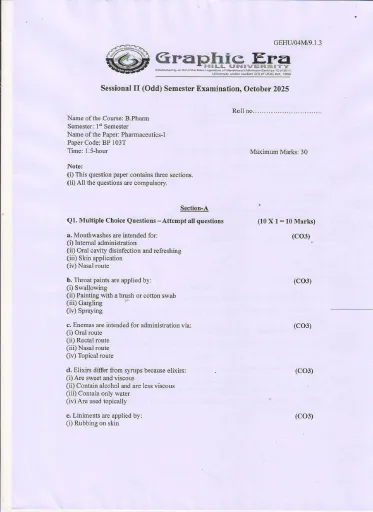 GEHU/04M/9.1.3
Graphic Era
HILL UNIVERSITY
Sessional II (Odd) Semester Examination, October 2025
Roll no..............................
Name of the Course: B.Pharm
Semester: 1st Semester
Name of the Paper: Pharmaceutics-I
Paper Code: BP 103T
Time: 1:5-hour Maximum Marks: 30
Note:
(i) This question paper contains three sections.
(ii) All the questions are compulsory.
Section-A
Q1. Multiple Choice Questions – Attempt all questions (10 X 1 = 10 Marks)
a. Mouthwashes are intended for: (CO3)
(i) Internal administration
(ii) Oral cavity disinfection and refreshing
(iii) Skin application
(iv) Nasal route
b. Throat paints are applied by: (CO3)
(i) Swallowing
(ii) Painting with a brush or cotton swab
(iii) Gargling
(iv) Spraying
c. Enemas are intended for administration via: (CO3)
(i) Oral route
(ii) Rectal route
(iii) Nasal route
(iv) Topical route
d. Elixirs differ from syrups because elixirs: (CO3)
(i) Are sweet and viscous
(ii) Contain alcohol and are less viscous
(iii) Contain only water
(iv) Are used topically
e. Liniments are applied by: (CO3)
(i) Rubbing on skin